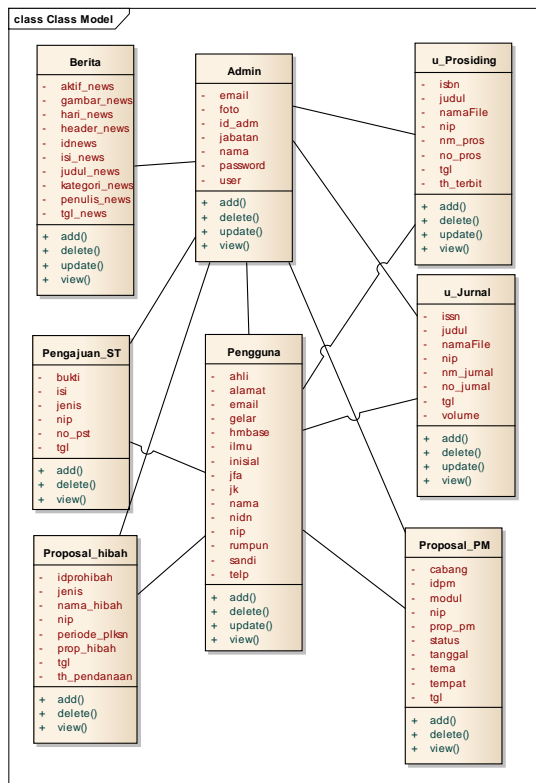 class Class Model
Berita
- aktif_news
- gambar_news
- hari_news
- header_news
- idnews
- isi_news
- judul_news
- kategori_news
- penulis_news
- tgl_news
+ add()
+ delete()
+ update()
+ view()
Admin
- email
- foto
- id_adm
- jabatan
- nama
- password
- user
+ add()
+ delete()
+ update()
+ view()
u_Prosiding
- isbn
- judul
- namaFile
- nip
- nm_pros
- no_pros
- tgl
- th_terbit
+ add()
+ delete()
+ update()
+ view()
Pengajuan_ST
- bukti
- isi
- jenis
- nip
- no_pst
- tgl
+ add()
+ delete()
+ view()
Pengguna
- ahli
- alamat
- email
- gelar
- hmbase
- ilmu
- inisial
- jfa
- jk
- nama
- nidn
- nip
- rumpun
- sandi
- telp
+ add()
+ delete()
+ update()
+ view()
u_Jurnal
- issn
- judul
- namaFile
- nip
- nm_jurnal
- no_jurnal
- tgl
- volume
+ add()
+ delete()
+ update()
+ view()
Proposal_hibah
- idprohibah
- jenis
- nama_hibah
- nip
- periode_plksn
- prop_hibah
- tgl
- th_pendanaan
+ add()
+ delete()
+ view()
Proposal_PM
- cabang
- idpm
- modul
- nip
- prop_pm
- status
- tanggal
- tema
- tempat
- tgl
+ add()
+ delete()
+ view()